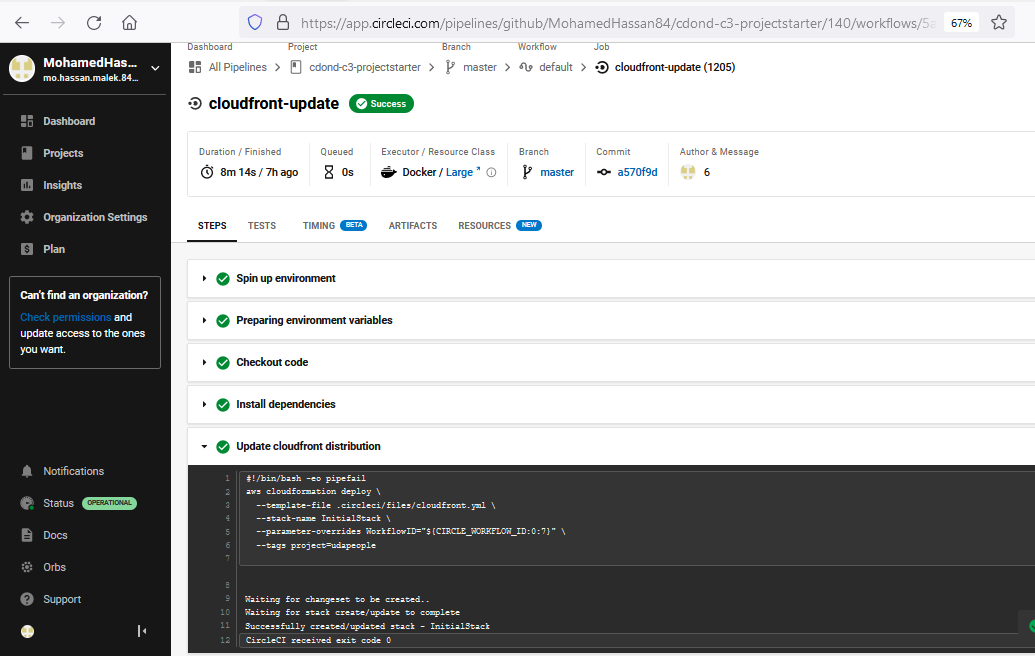 https://app.circleci.com/pipelines/github/MohamedHassan84/cdond-c3-projectstarter/140/workflows/5a
67%
MohamedHas...
mo.hassan.malek.84...
Dashboard
Projects
Insights
Organization Settings
Plan
Can't find an organization?
Check permissions and
update access to the ones
you want.
Notifications
Status OPERATIONAL
Docs
Orbs
Support
Dashboard Project Branch Workflow Job
All Pipelines cdond-c3-projectstarter master default cloudfront-update (1205)
cloudfront-update Success
Duration / Finished Queued Executor / Resource Class Branch Commit Author & Message
8m 14s / 7h ago 0s Docker / Large master a570f9d 6
STEPS TESTS TIMING BETA ARTIFACTS RESOURCES NEW
Spin up environment
Preparing environment variables
Checkout code
Install dependencies
Update cloudfront distribution
1 #!/bin/bash -eo pipefail
2 aws cloudformation deploy \
3 --template-file .circleci/files/cloudfront.yml \
4 --stack-name InitialStack \
5 --parameter-overrides WorkflowID="${CIRCLE_WORKFLOW_ID:0:7}" \
6 --tags project=udapeople
7
8
9 Waiting for changeset to be created..
10 Waiting for stack create/update to complete
11 Successfully created/updated stack - InitialStack
12 CircleCI received exit code 0